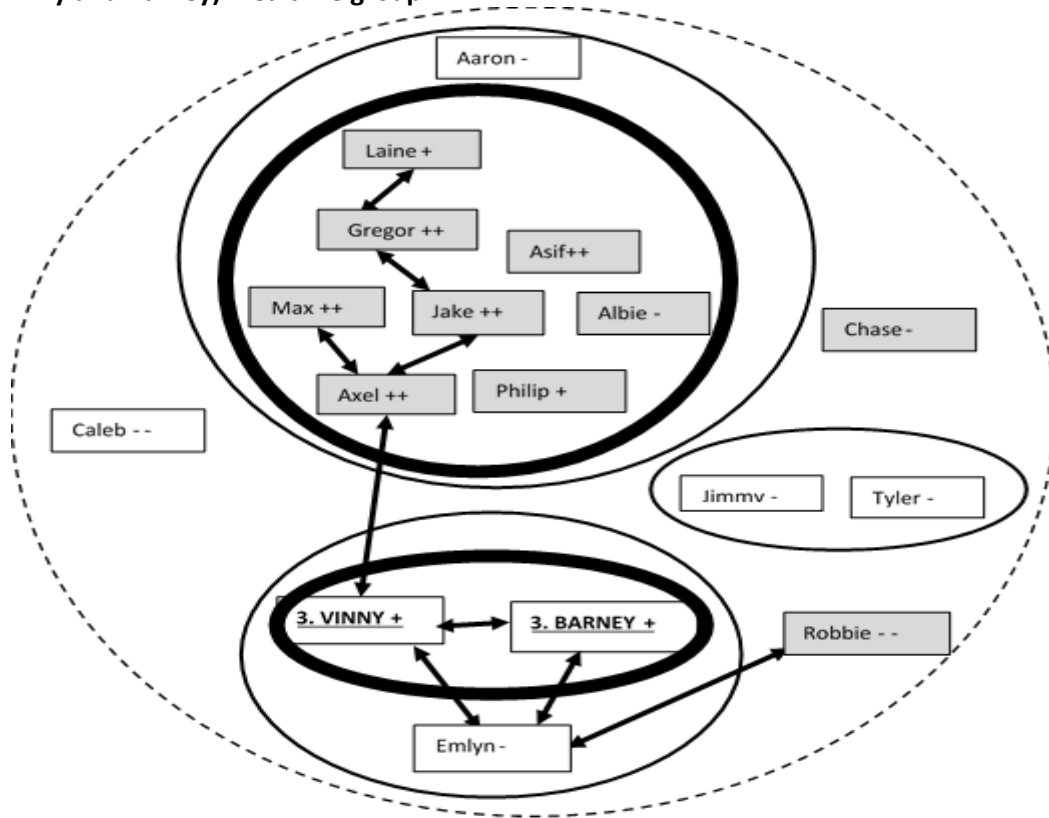 Aaron -
Laine +
Gregor ++
Asif++
Max ++
Jake ++
Albie -
Chase -
Axel ++
Philip +
Caleb - -
Jimmy -
Tyler -
3. VINNY +
3. BARNEY +
Robbie - -
Emlyn -